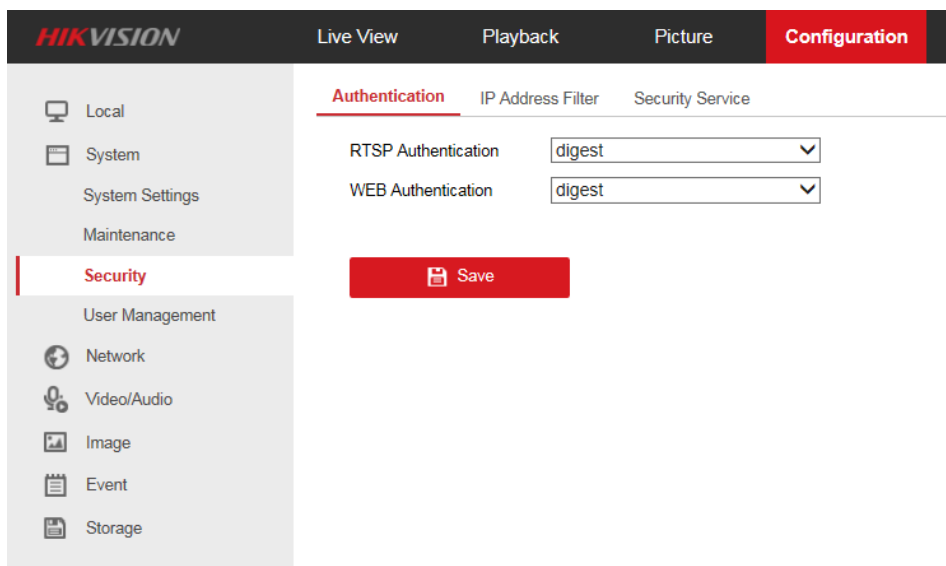 HIKVISION Live View Playback Picture Configuration
Authentication IP Address Filter Security Service
Local
System
System Settings
Maintenance
Security
User Management
Network
Video/Audio
Image
Event
Storage
RTSP Authentication digest
WEB Authentication digest
Save